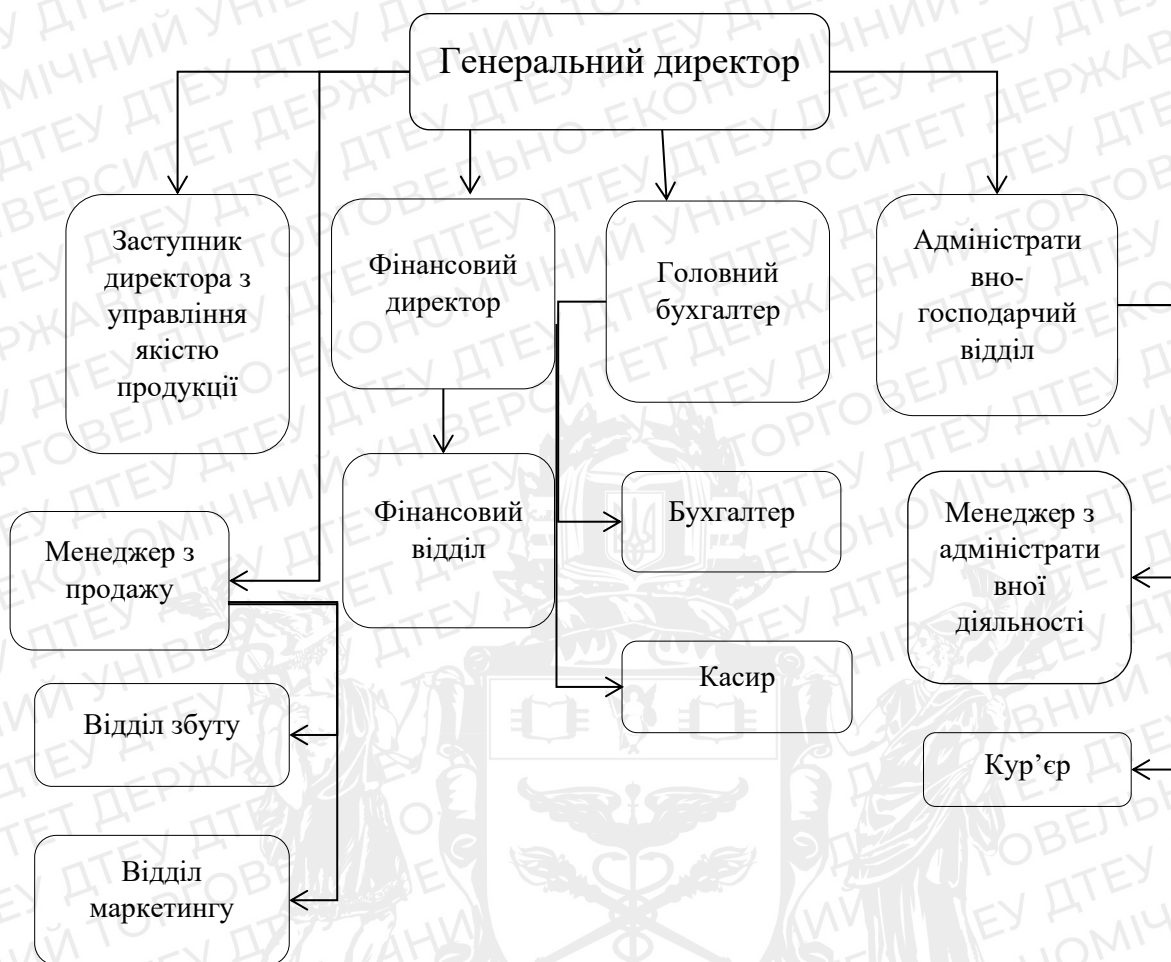 Генеральний директор
Заступник
директора з
управління
якістю
продукції
Фінансовий
директор
Головний
бухгалтер
Адміністрати
вно-
господарчий
відділ
Менеджер з
продажу
Фінансовий
відділ
Бухгалтер
Менеджер з
адміністрати
вної
діяльності
Касир
Відділ збуту
Кур’єр
Відділ
маркетингу